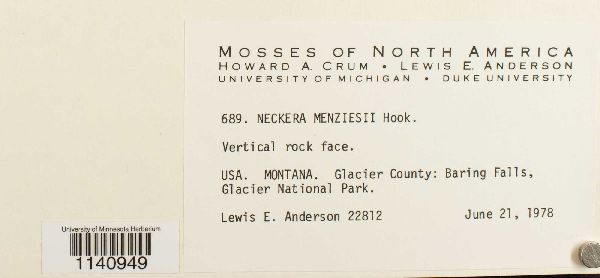 MOSSES OF NORTH AMERICA
HOWARD A. CRUM • LEWIS E. ANDERSON
UNIVERSITY OF MICHIGAN • DUKE UNIVERSITY
689. NECKERA MENZIESII Hook.
Vertical rock face.
USA. MONTANA. Glacier County: Baring Falls,
Glacier National Park.
Lewis E. Anderson 22812 June 21, 1978
University of Minnesota Herbarium
1140949